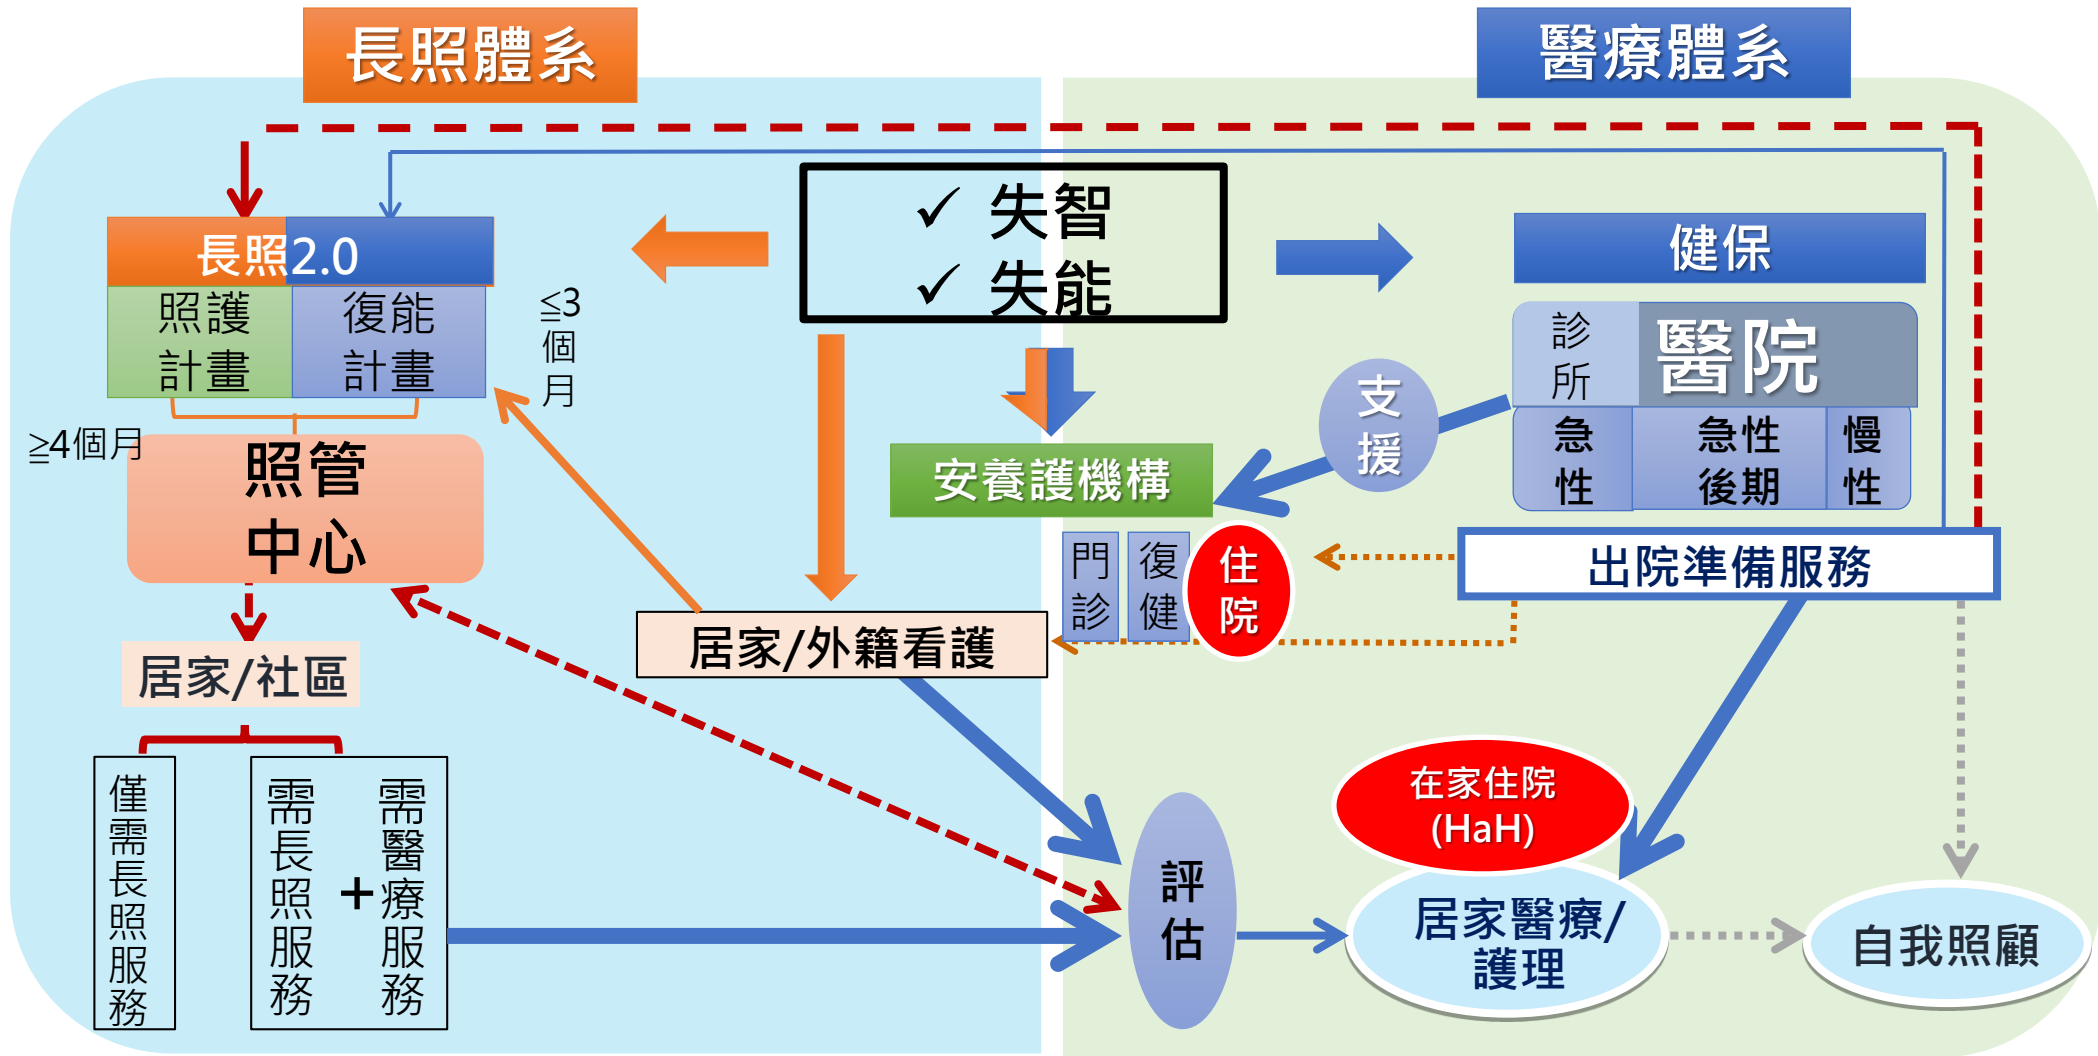 長照體系
醫療體系
✓ 失智
✓ 失能
長照2.0
照護
計畫
復能
計畫
≦3
個
月
≧4個月
照管
中心
居家/社區
僅需長照服務
需長照服務
+
需醫療服務
居家/外籍看護
安養護機構
支
援
門
診
復
健
住
院
健保
診
所
醫院
急
性
急性
後期
慢
性
出院準備服務
評
估
在家住院
(HaH)
居家醫療/
護理
自我照顧